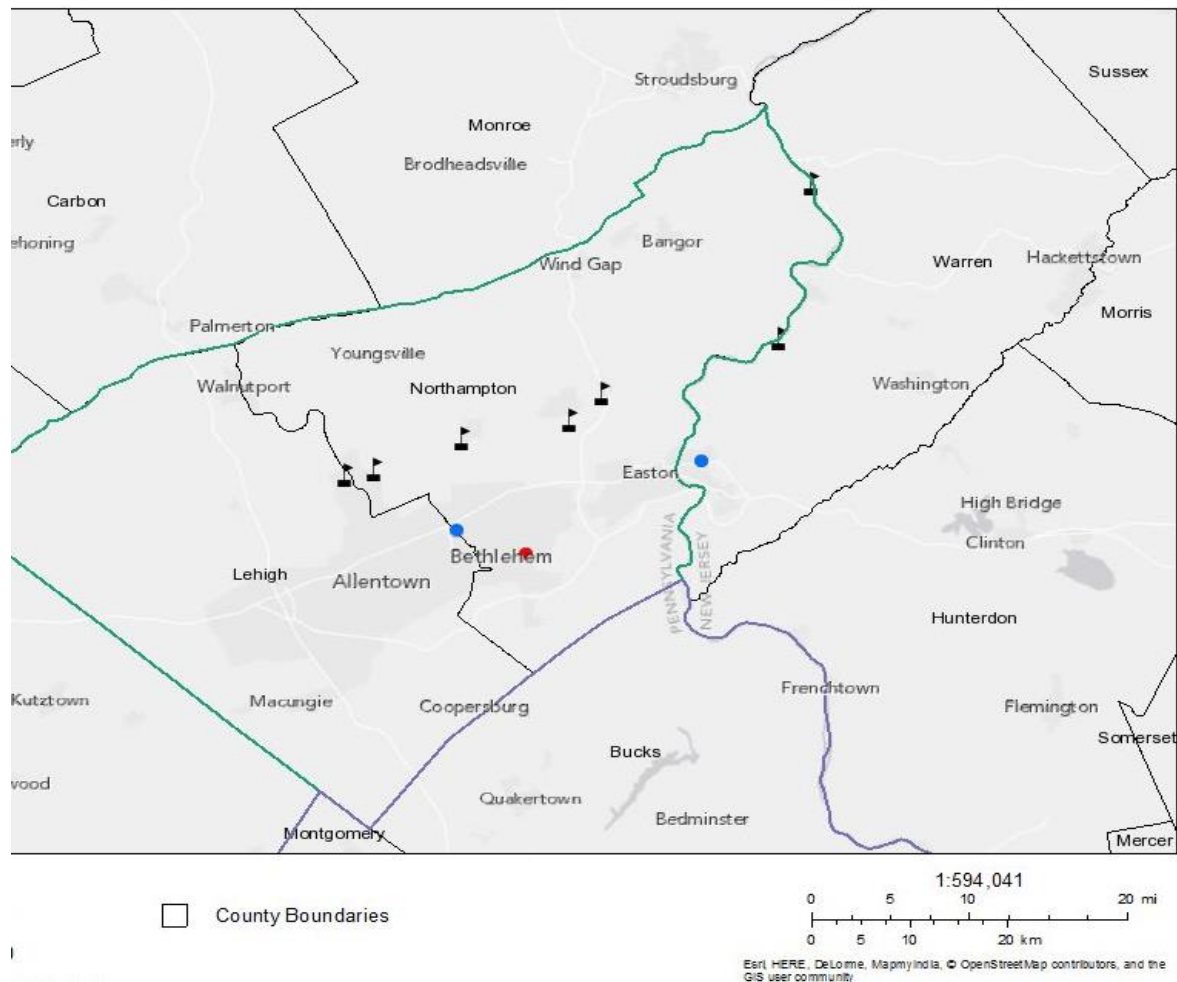 Sussex
Stroudsburg
Monroe
erly
Brodheadsville
Carbon
ehoning
Bangor
Wind Gap
Warren
Hackettstown
Morris
Palmerton
Youngsville
Walnutport
Northampton
Washington
Easton
High Bridge
Clinton
PENNSYLVANIA
NEW JERSEY
Bethlehem
Lehigh
Allentown
Hunterdon
Kutztown
Macungie
Coopersburg
Frenchtown
Flemington
Bucks
Somerset
wood
Quakertown
Bedminster
Montgomery
Mercer
County Boundaries
1:594,041
0 5 10 20 mi
0 5 10 20 km
Esri, HERE, DeLorme, MapmyIndia, © OpenStreetMap contributors, and the
GIS user community